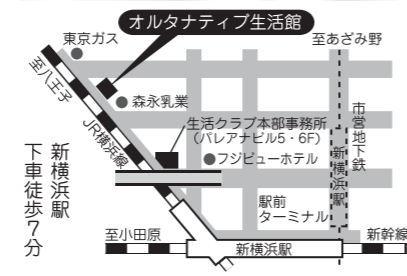 オルタナティブ生活館
東京ガス
至あざみ野
至八王子
森永乳業
生活クラブ本部事務所
(パレアナビル5・6F)
市営地下鉄
JR横浜線
フジビューホテル
新横浜駅
新横浜駅
下車徒歩7分
駅前
ターミナル
至小田原
新横浜駅
新幹線